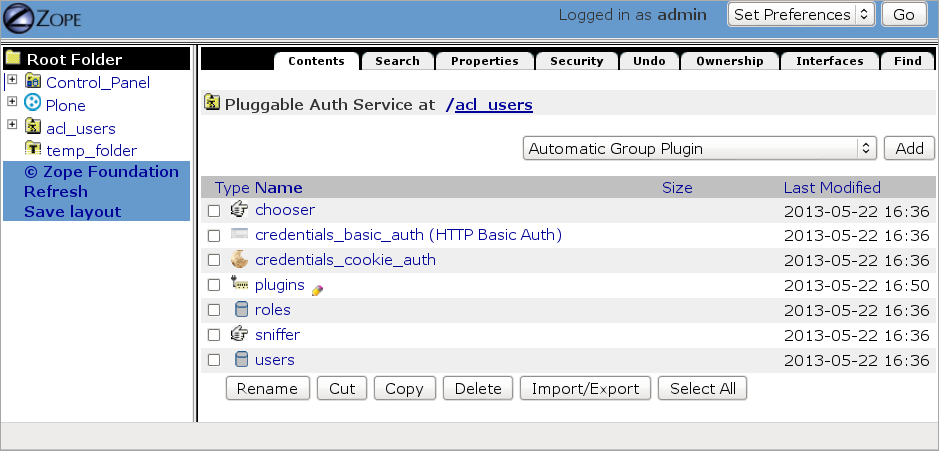 ZOPE
Logged in as admin Set Preferences Go
Root Folder
Control_Panel
Plone
acl_users
temp_folder
© Zope Foundation
Refresh
Save layout
Contents Search Properties Security Undo Ownership Interfaces Find
Pluggable Auth Service at /acl_users
Automatic Group Plugin Add
Type Name Size Last Modified
chooser 2013-05-22 16:36
credentials_basic_auth (HTTP Basic Auth) 2013-05-22 16:36
credentials_cookie_auth 2013-05-22 16:36
plugins 2013-05-22 16:50
roles 2013-05-22 16:36
sniffer 2013-05-22 16:36
users 2013-05-22 16:36
Rename Cut Copy Delete Import/Export Select All